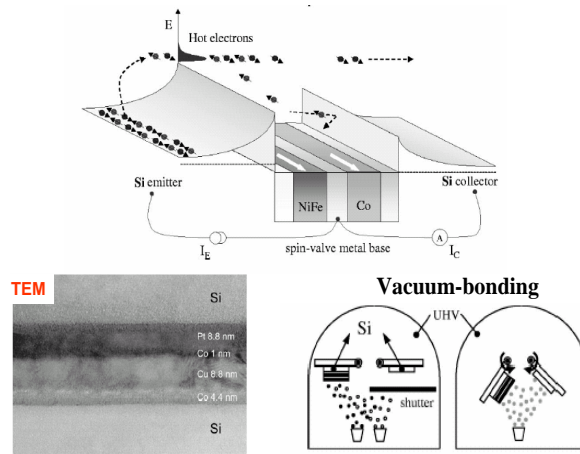 E
Hot electrons
Si emitter
Si collector
NiFe
Co
I_E
spin-valve metal base
A
I_C
TEM
Si
Pt 8.8 nm
Co 1 nm
Cu 8.8 nm
Co 4.4 nm
Si
Vacuum-bonding
Si
UHV
shutter